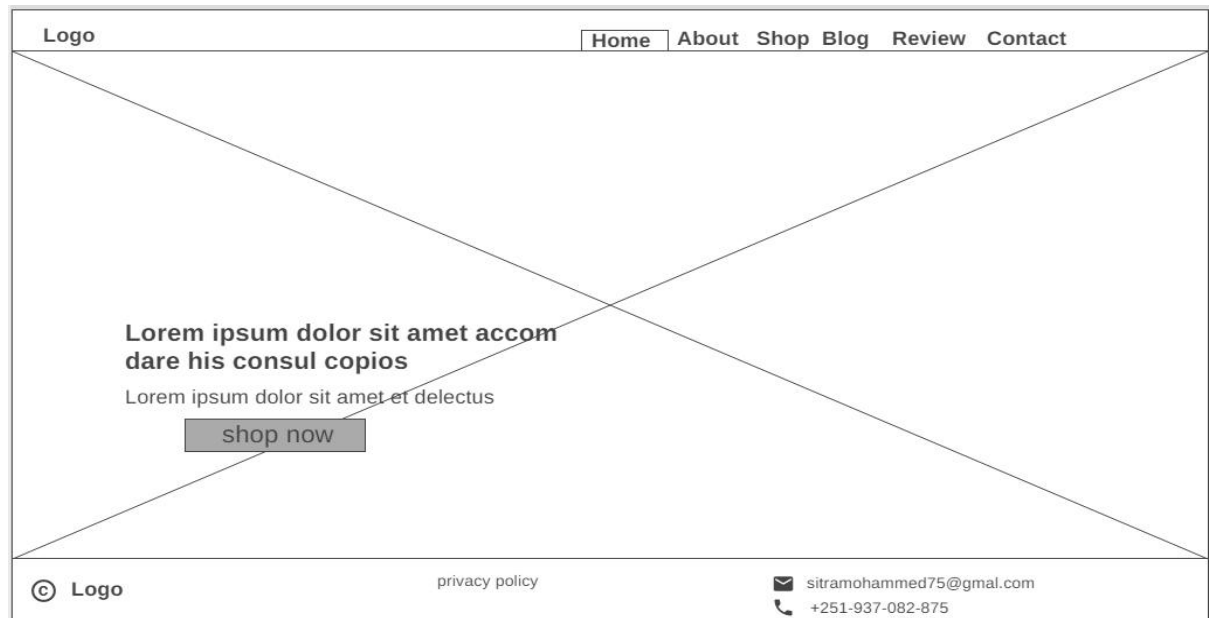 Logo
Home About Shop Blog Review Contact
Lorem ipsum dolor sit amet accom
dare his consul copios
Lorem ipsum dolor sit amet et delectus
shop now
© Logo
privacy policy
sitramohammed75@gmal.com
+251-937-082-875